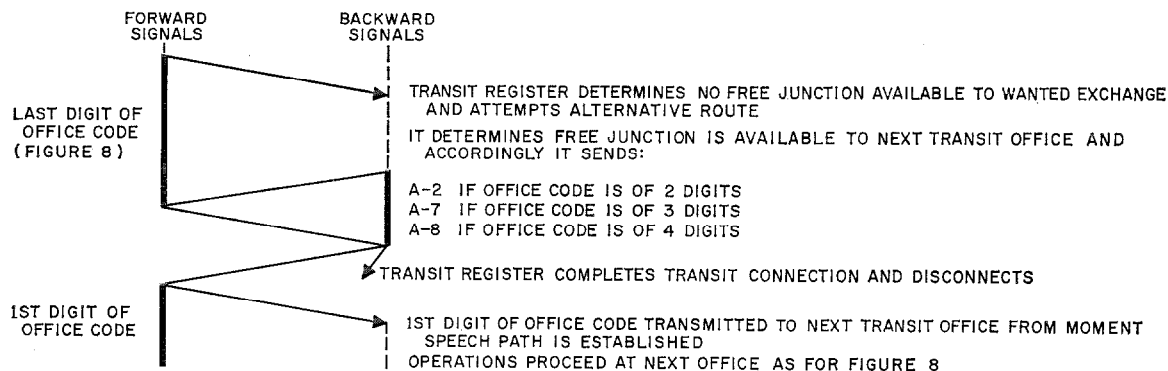 FORWARD SIGNALS
BACKWARD SIGNALS
LAST DIGIT OF
OFFICE CODE
(FIGURE 8)
TRANSIT REGISTER DETERMINES NO FREE JUNCTION AVAILABLE TO WANTED EXCHANGE
AND ATTEMPTS ALTERNATIVE ROUTE
IT DETERMINES FREE JUNCTION IS AVAILABLE TO NEXT TRANSIT OFFICE AND
ACCORDINGLY IT SENDS:
A-2 IF OFFICE CODE IS OF 2 DIGITS
A-7 IF OFFICE CODE IS OF 3 DIGITS
A-8 IF OFFICE CODE IS OF 4 DIGITS
TRANSIT REGISTER COMPLETES TRANSIT CONNECTION AND DISCONNECTS
1ST DIGIT OF
OFFICE CODE
1ST DIGIT OF OFFICE CODE TRANSMITTED TO NEXT TRANSIT OFFICE FROM MOMENT
SPEECH PATH IS ESTABLISHED
OPERATIONS PROCEED AT NEXT OFFICE AS FOR FIGURE 8